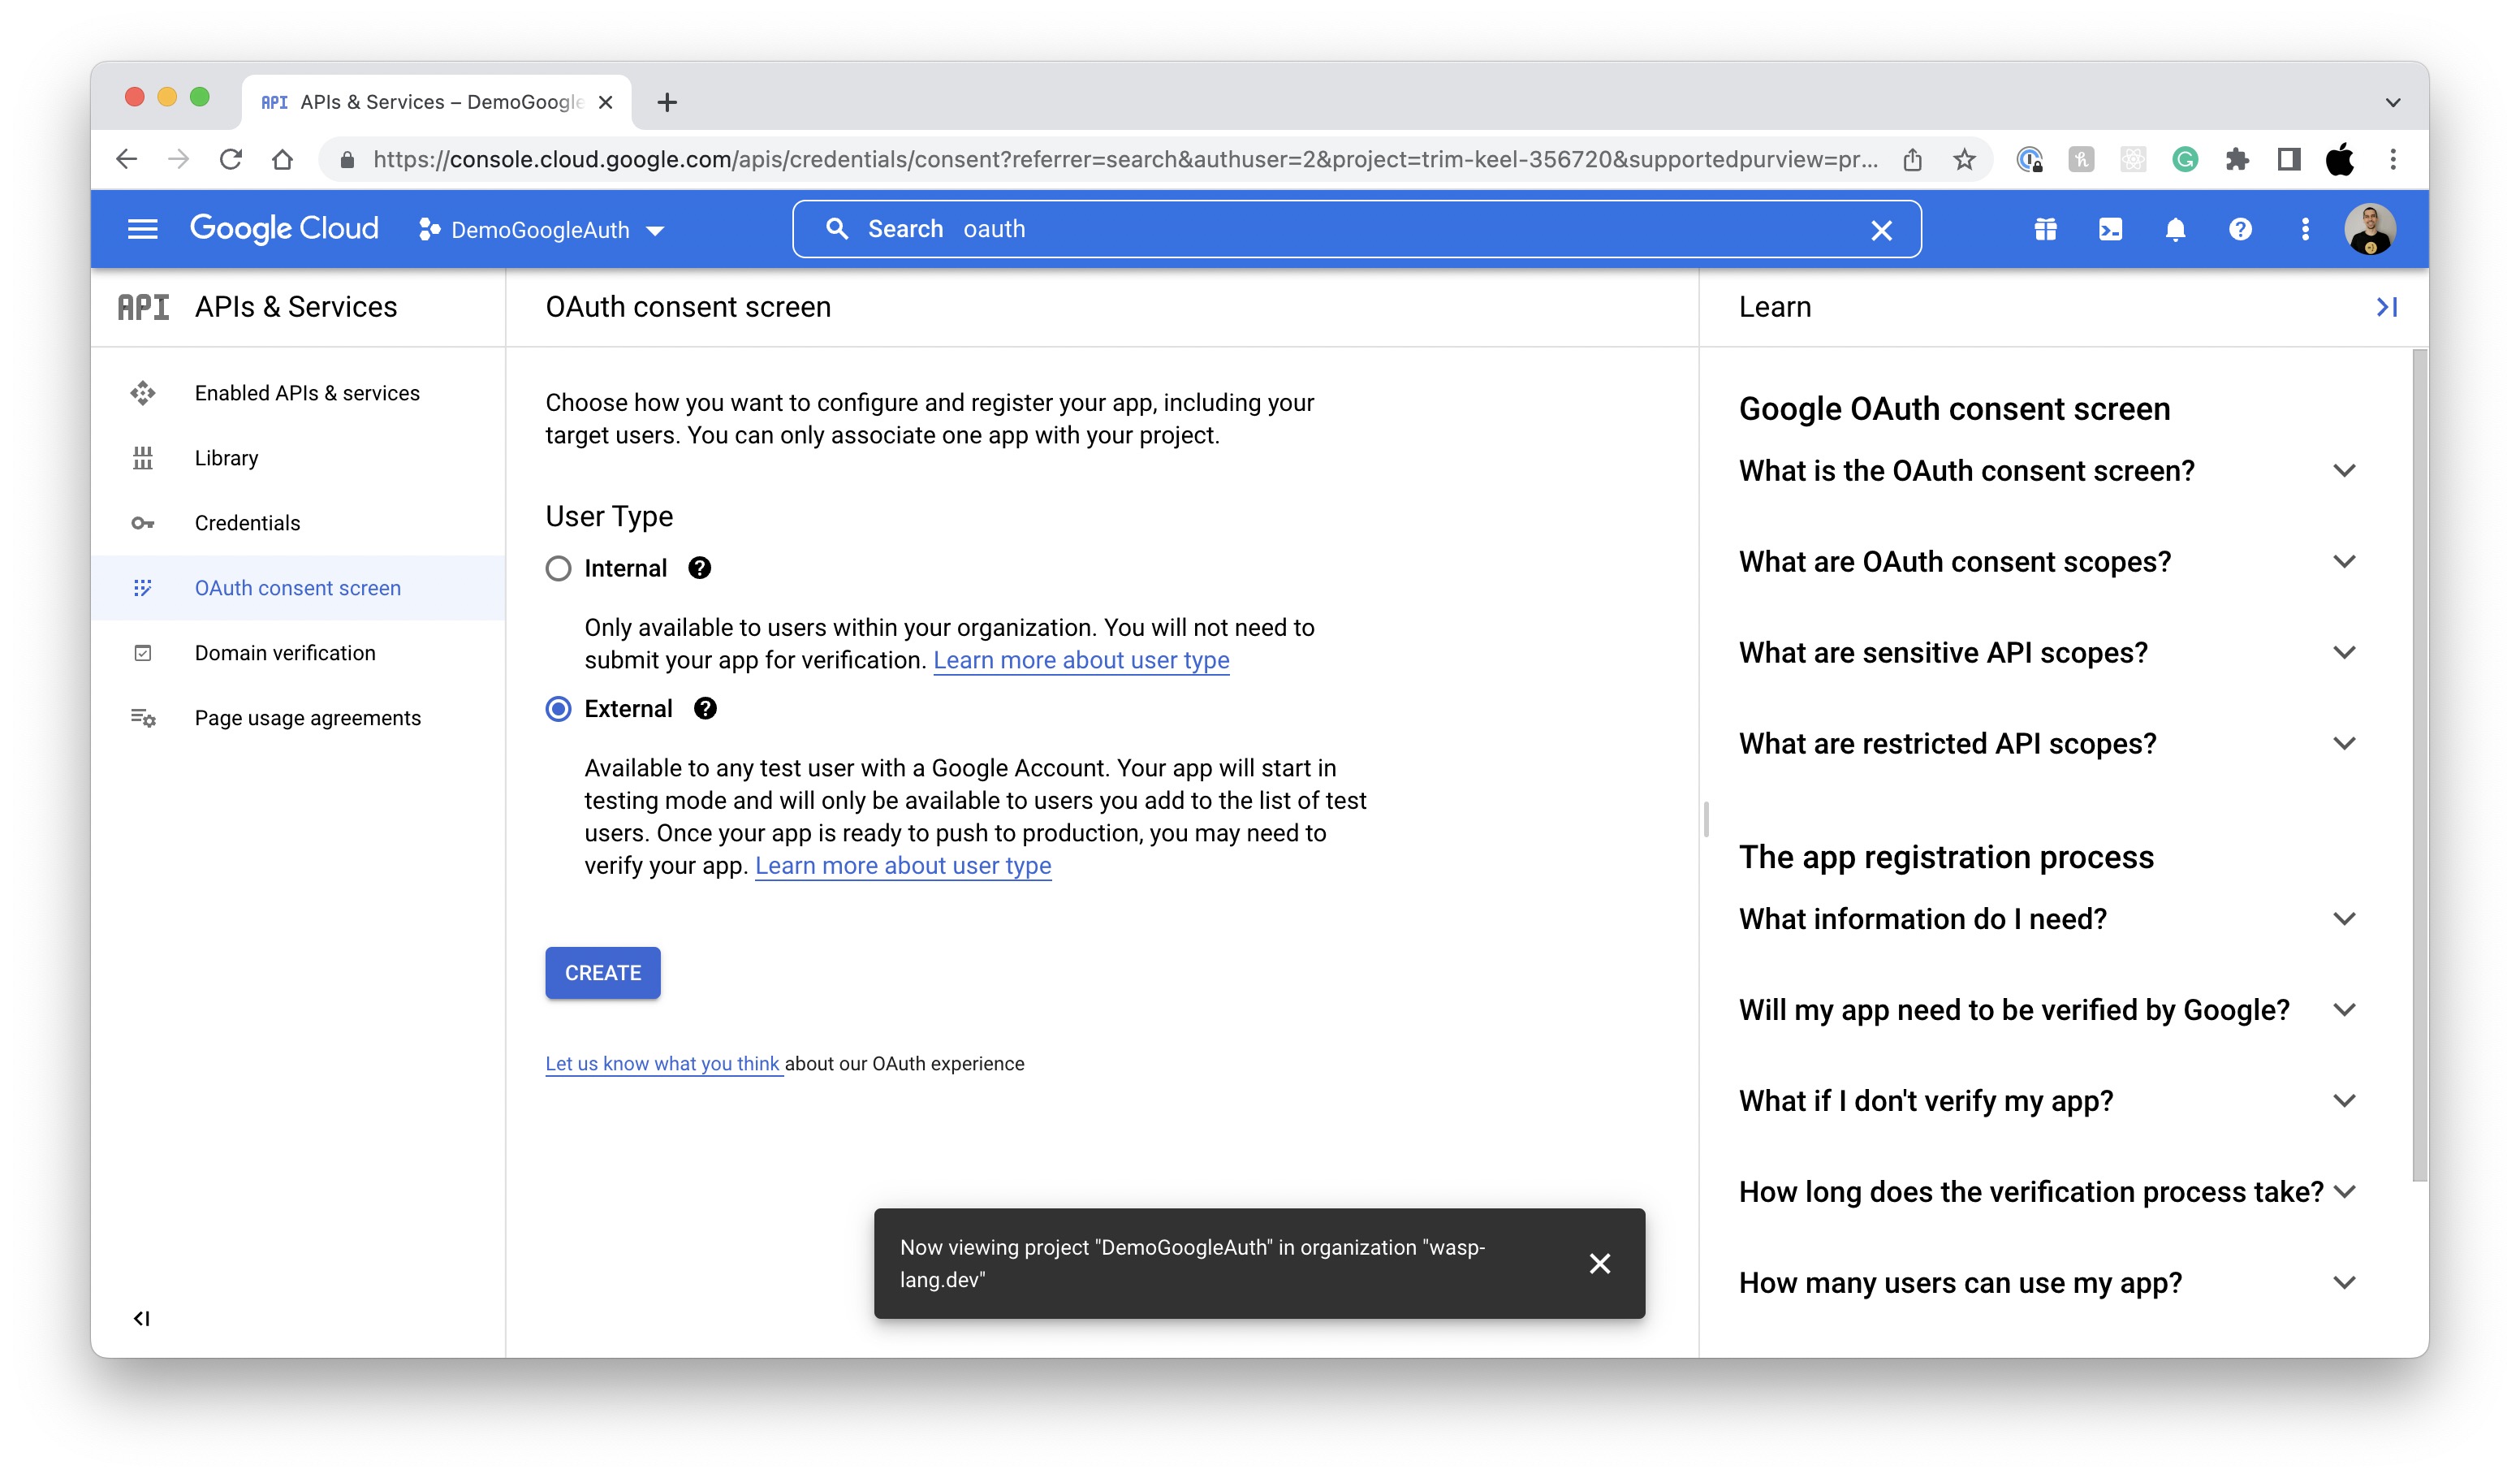 API APIs & Services – DemoGoogle
https://console.cloud.google.com/apis/credentials/consent?referrer=search&authuser=2&project=trim-keel-356720&supportedpurview=pr...
Google Cloud DemoGoogleAuth Search oauth
API APIs & Services
Enabled APIs & services
Library
Credentials
OAuth consent screen
Domain verification
Page usage agreements
OAuth consent screen
Choose how you want to configure and register your app, including your
target users. You can only associate one app with your project.
User Type
Internal
Only available to users within your organization. You will not need to
submit your app for verification. Learn more about user type
External
Available to any test user with a Google Account. Your app will start in
testing mode and will only be available to users you add to the list of test
users. Once your app is ready to push to production, you may need to
verify your app. Learn more about user type
CREATE
Let us know what you think about our OAuth experience
Now viewing project "DemoGoogleAuth" in organization "wasp-
lang.dev"
Learn
Google OAuth consent screen
What is the OAuth consent screen?
What are OAuth consent scopes?
What are sensitive API scopes?
What are restricted API scopes?
The app registration process
What information do I need?
Will my app need to be verified by Google?
What if I don't verify my app?
How long does the verification process take?
How many users can use my app?